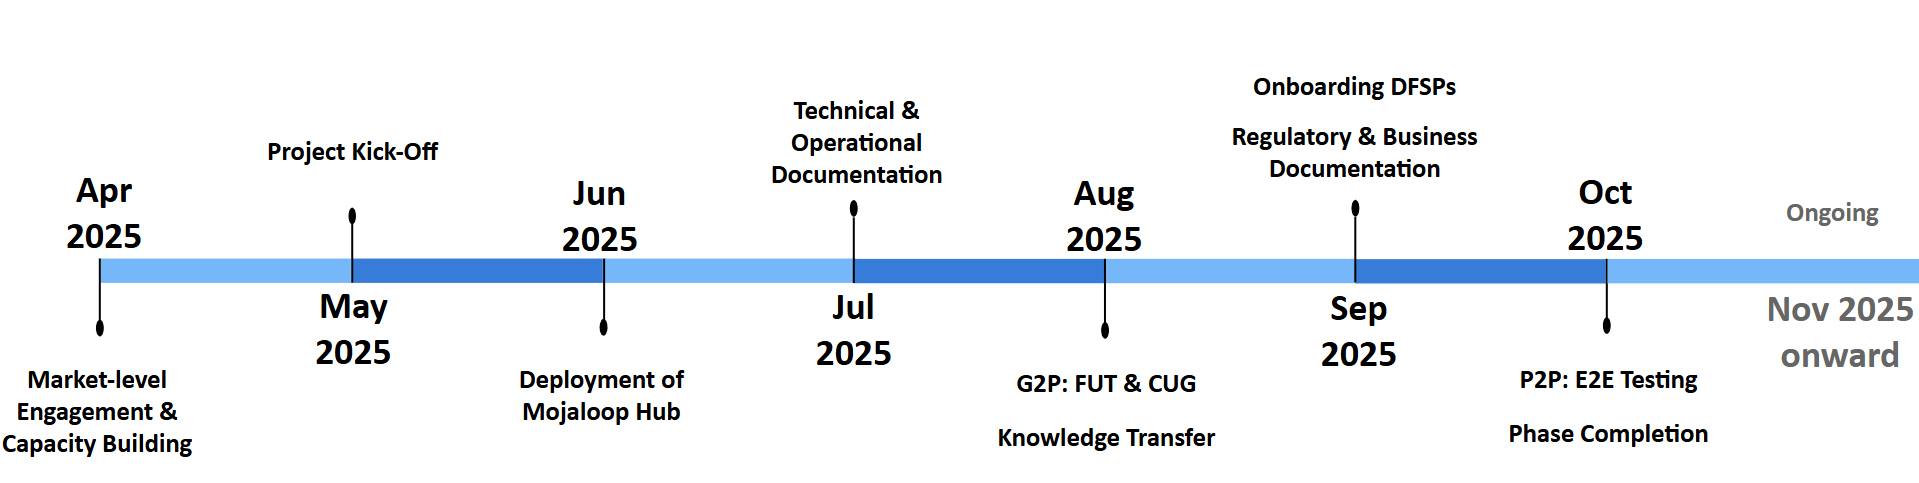 Apr
2025
Market-level
Engagement &
Capacity Building
Project Kick-Off
May
2025
Jun
2025
Deployment of
Mojaloop Hub
Technical &
Operational
Documentation
Jul
2025
Aug
2025
G2P: FUT & CUG
Knowledge Transfer
Onboarding DFSPs
Regulatory & Business
Documentation
Sep
2025
Oct
2025
P2P: E2E Testing
Phase Completion
Ongoing
Nov 2025
onward